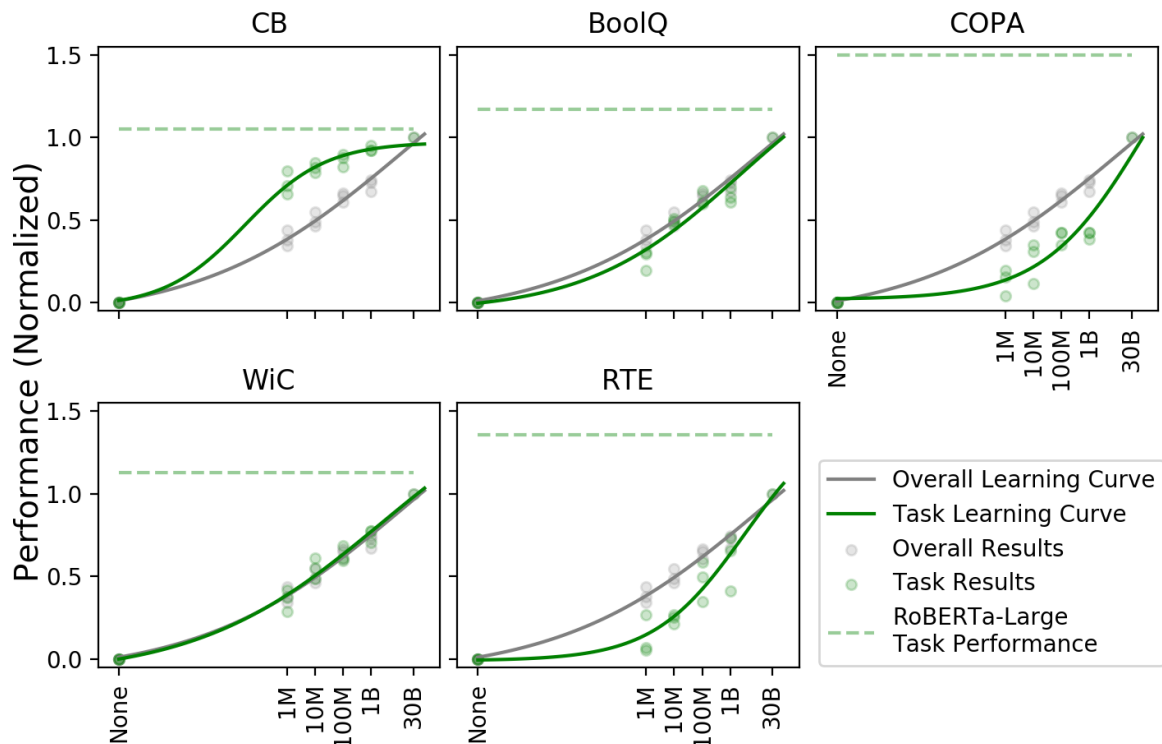 CB
BoolQ
COPA
Performance (Normalized)
1.5
1.0
0.5
0.0
None
1M
10M
100M
1B
30B
WiC
RTE
1.5
1.0
0.5
0.0
None
1M
10M
100M
1B
30B
None
1M
10M
100M
1B
30B
Overall Learning Curve
Task Learning Curve
Overall Results
Task Results
RoBERTa-Large
Task Performance